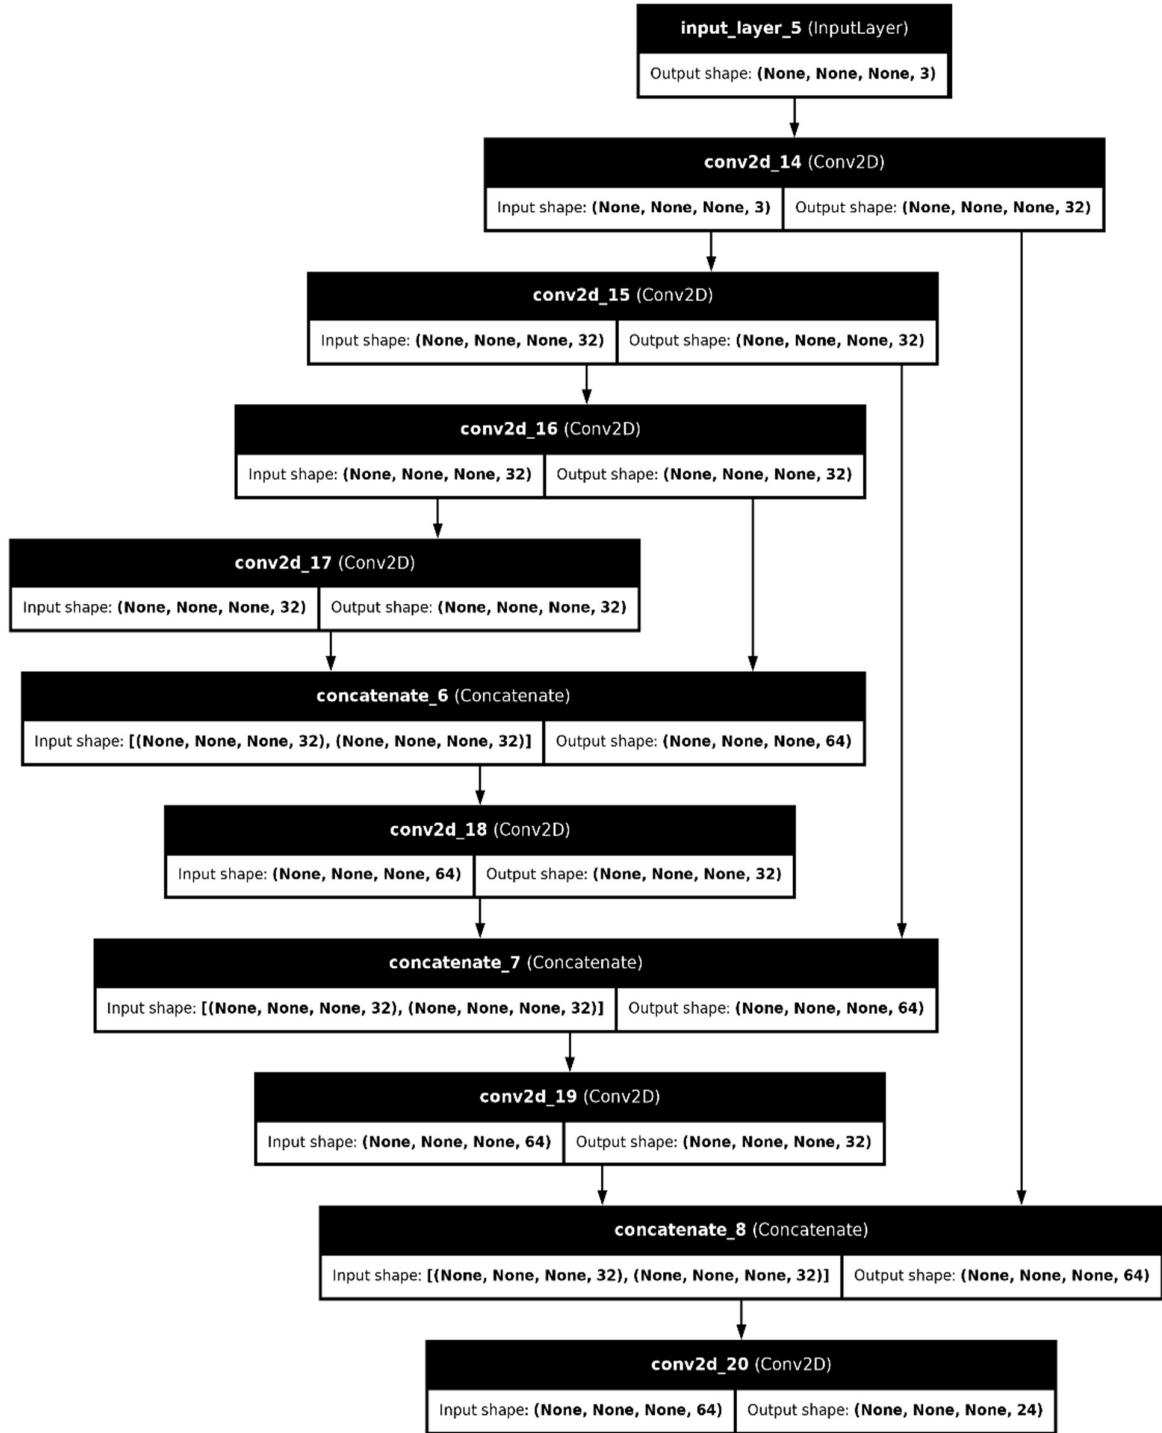 input_layer_5 (InputLayer)
Output shape: (None, None, None, 3)
conv2d_14 (Conv2D)
Input shape: (None, None, None, 3) Output shape: (None, None, None, 32)
conv2d_15 (Conv2D)
Input shape: (None, None, None, 32) Output shape: (None, None, None, 32)
conv2d_16 (Conv2D)
Input shape: (None, None, None, 32) Output shape: (None, None, None, 32)
conv2d_17 (Conv2D)
Input shape: (None, None, None, 32) Output shape: (None, None, None, 32)
concatenate_6 (Concatenate)
Input shape: [(None, None, None, 32), (None, None, None, 32)] Output shape: (None, None, None, 64)
conv2d_18 (Conv2D)
Input shape: (None, None, None, 64) Output shape: (None, None, None, 32)
concatenate_7 (Concatenate)
Input shape: [(None, None, None, 32), (None, None, None, 32)] Output shape: (None, None, None, 64)
conv2d_19 (Conv2D)
Input shape: (None, None, None, 64) Output shape: (None, None, None, 32)
concatenate_8 (Concatenate)
Input shape: [(None, None, None, 32), (None, None, None, 32)] Output shape: (None, None, None, 64)
conv2d_20 (Conv2D)
Input shape: (None, None, None, 64) Output shape: (None, None, None, 24)